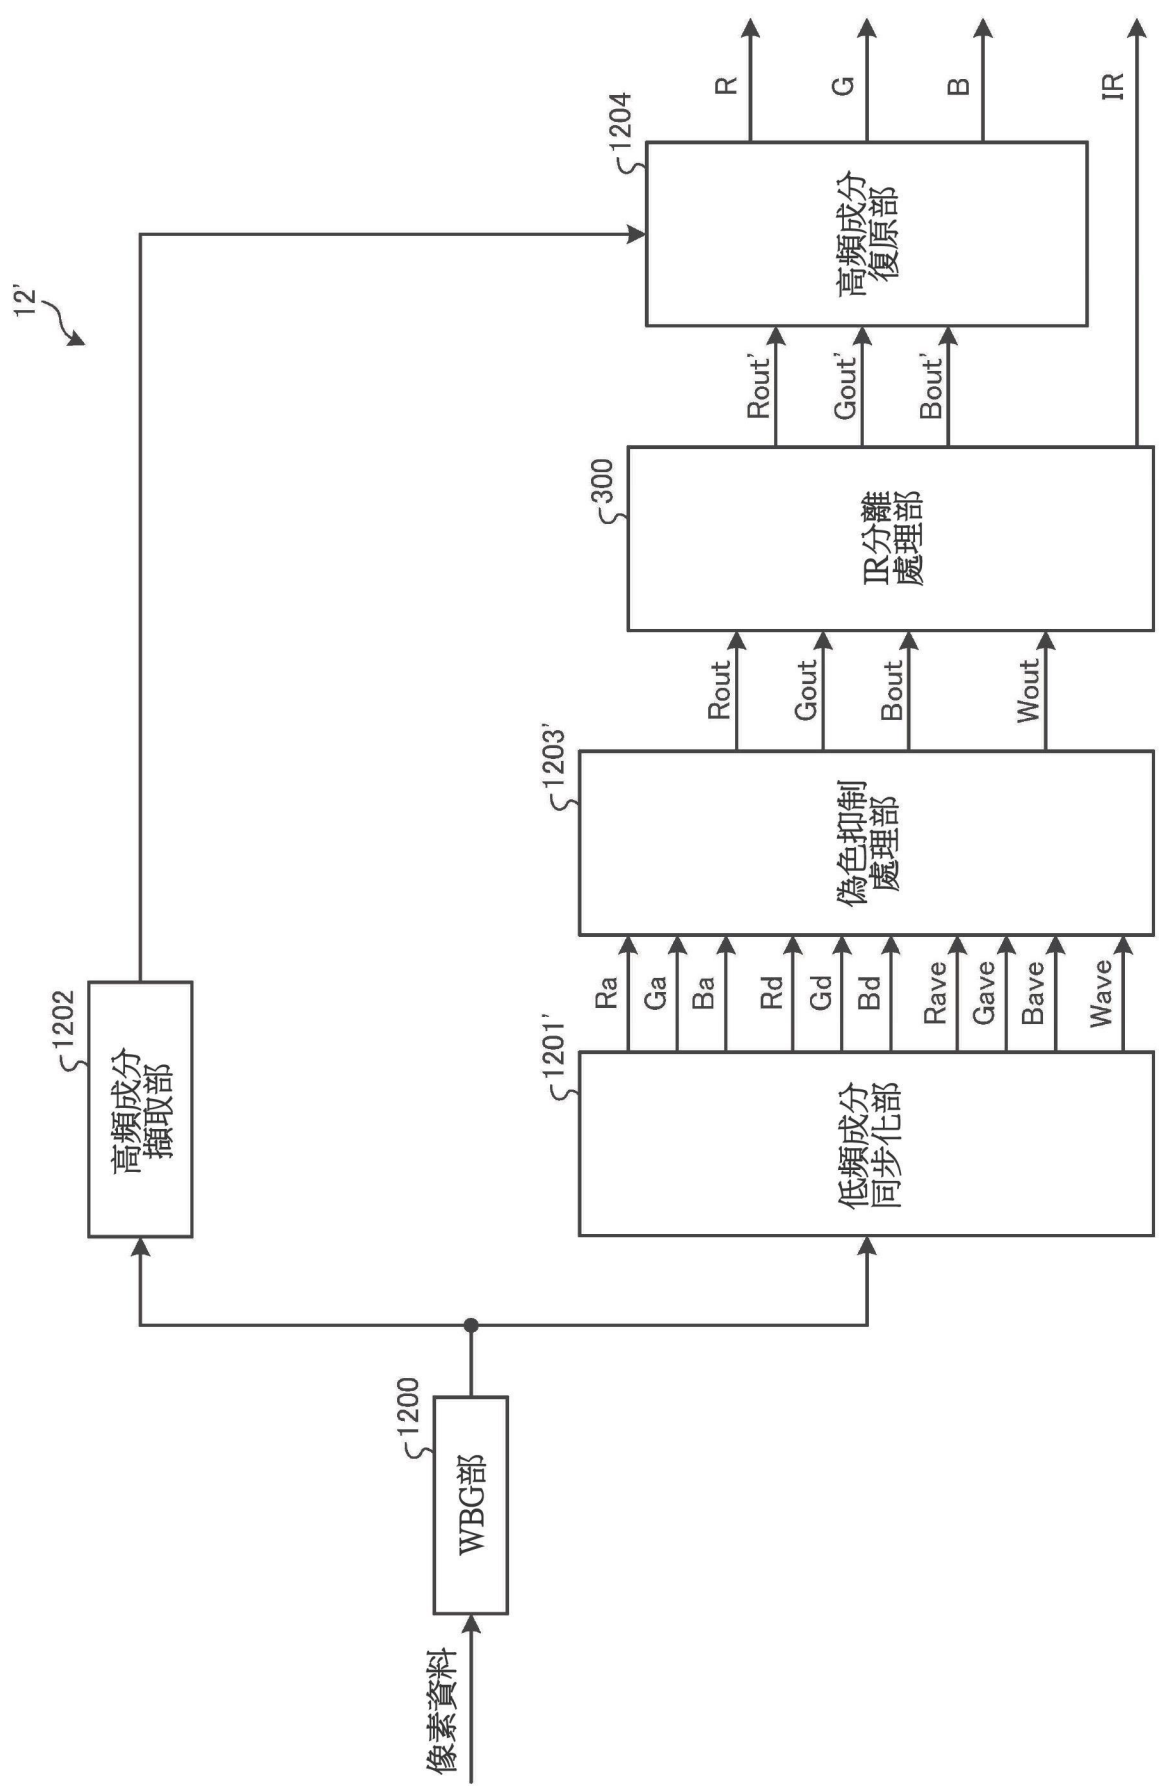 12'
像素資料
1200
WBG部
1202
高頻成分
擷取部
1201'
低頻成分
同步化部
Ra
Ga
Ba
Rd
Gd
Bd
Rave
Gave
Bave
Wave
1203'
偽色抑制
處理部
Rout
Gout
Bout
Wout
300
IR分離
處理部
Rout'
Gout'
Bout'
1204
高頻成分
復原部
R
G
B
IR